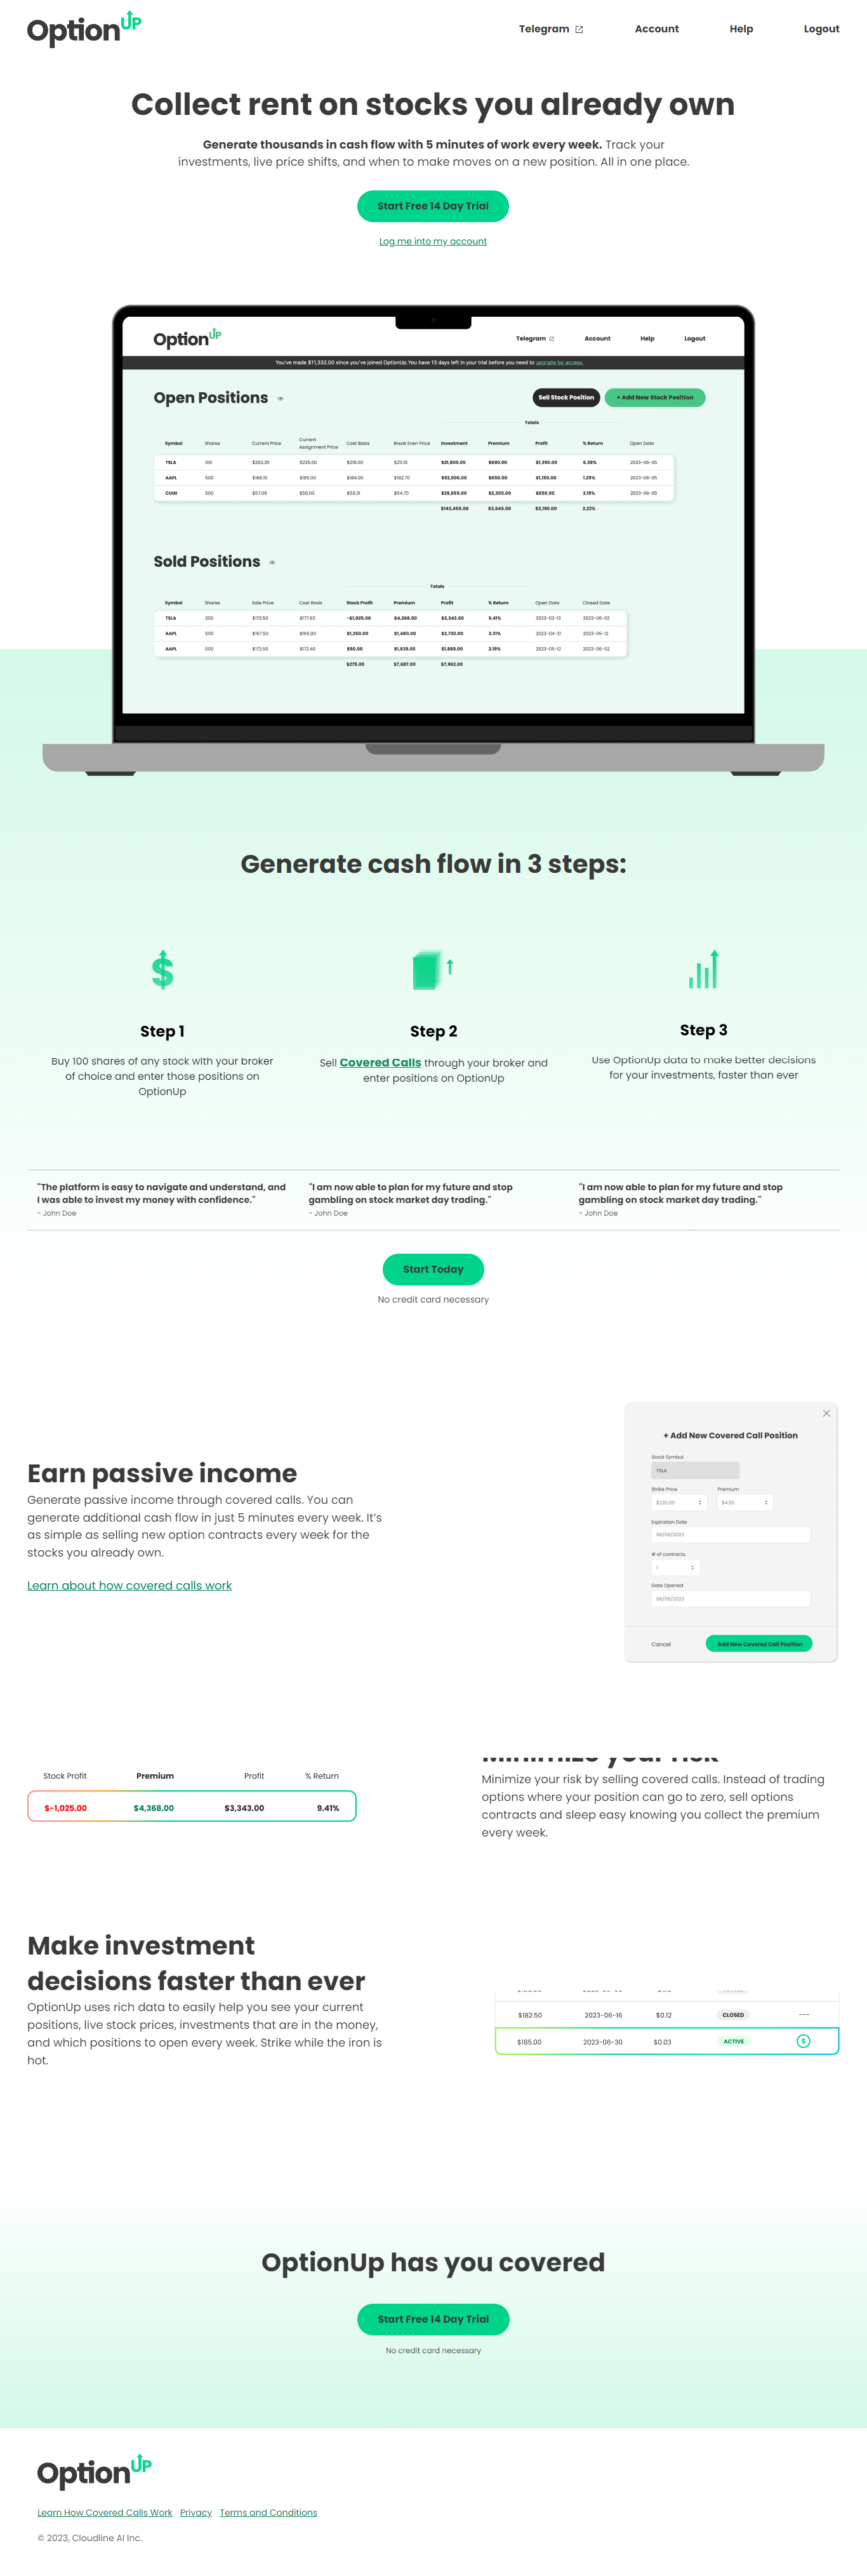 OptionUP
Telegram Account Help Logout
Collect rent on stocks you already own
Generate thousands in cash flow with 5 minutes of work every week. Track your
investments, live price shifts, and when to make moves on a new position. All in one place.
Start Free 14 Day Trial
Log me into my account
OptionUP
Telegram Account Help Logout
You've made $11,332.00 since you've joined OptionUp.You have 13 days left in your trial before you need to upgrade for access.
Open Positions
Sell Stock Position + Add New Stock Position
Totals
Symbol Shares Current Price Current Assignment Price Cost Basis Break Even Price Investment Premium Profit % Return Open Date
TSLA 100 $262.35 $225.00 $218.00 $211.10 $21,800.00 $690.00 $1,390.00 6.38% 2023-06-05
AAPL 500 $186.10 $185.00 $184.00 $182.70 $92,000.00 $650.00 $1,150.00 1.25% 2023-06-05
COIN 500 $57.06 $56.00 $59.31 $54.70 $29,655.00 $2,305.00 $650.00 2.19% 2023-06-05
$143,455.00 $3,645.00 $3,190.00 2.22%
Sold Positions
Totals
Symbol Shares Sale Price Cost Basis Stock Profit Premium Profit % Return Open Date Closed Date
TSLA 200 $172.50 $177.63 -$1,025.00 $4,368.00 $3,343.00 9.41% 2023-02-13 2023-06-02
AAPL 500 $167.50 $165.00 $1,250.00 $1,480.00 $2,730.00 3.31% 2023-04-21 2023-05-12
AAPL 500 $172.50 $172.40 $50.00 $1,839.00 $1,889.00 2.19% 2023-05-12 2023-06-02
$275.00 $7,687.00 $7,962.00
Generate cash flow in 3 steps:
Step 1
Buy 100 shares of any stock with your broker
of choice and enter those positions on
OptionUp
Step 2
Sell Covered Calls through your broker and
enter positions on OptionUp
Step 3
Use OptionUp data to make better decisions
for your investments, faster than ever
"The platform is easy to navigate and understand, and
I was able to invest my money with confidence."
- John Doe
"I am now able to plan for my future and stop
gambling on stock market day trading."
- John Doe
"I am now able to plan for my future and stop
gambling on stock market day trading."
- John Doe
Start Today
No credit card necessary
Earn passive income
Generate passive income through covered calls. You can
generate additional cash flow in just 5 minutes every week. It's
as simple as selling new option contracts every week for the
stocks you already own.
Learn about how covered calls work
+ Add New Covered Call Position
Stock Symbol
TSLA
Strike Price Premium
$220.00 $4.55
Expiration Date
06/09/2023
# of contracts
1
Date Opened
06/05/2023
Cancel Add New Covered Call Position
Stock Profit Premium Profit % Return
$-1,025.00 $4,368.00 $3,343.00 9.41%
Minimize your risk
Minimize your risk by selling covered calls. Instead of trading
options where your position can go to zero, sell options
contracts and sleep easy knowing you collect the premium
every week.
Make investment
decisions faster than ever
OptionUp uses rich data to easily help you see your current
positions, live stock prices, investments that are in the money,
and which positions to open every week. Strike while the iron is
hot.
$182.50 2023-06-16 $0.12 CLOSED ---
$185.00 2023-06-30 $0.03 ACTIVE $
OptionUp has you covered
Start Free 14 Day Trial
No credit card necessary
OptionUP
Learn How Covered Calls Work Privacy Terms and Conditions
© 2023, Cloudline AI Inc.